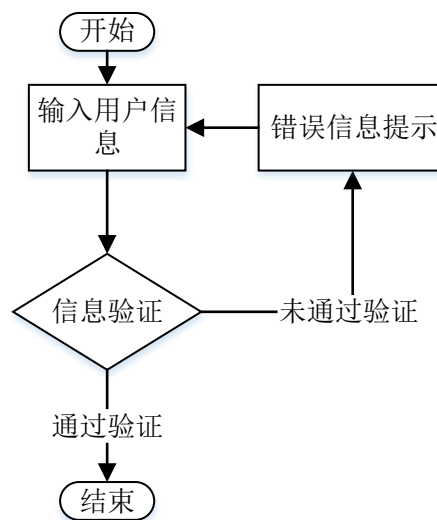 开始
输入用户信
息
错误信息提示
信息验证
未通过验证
通过验证
结束